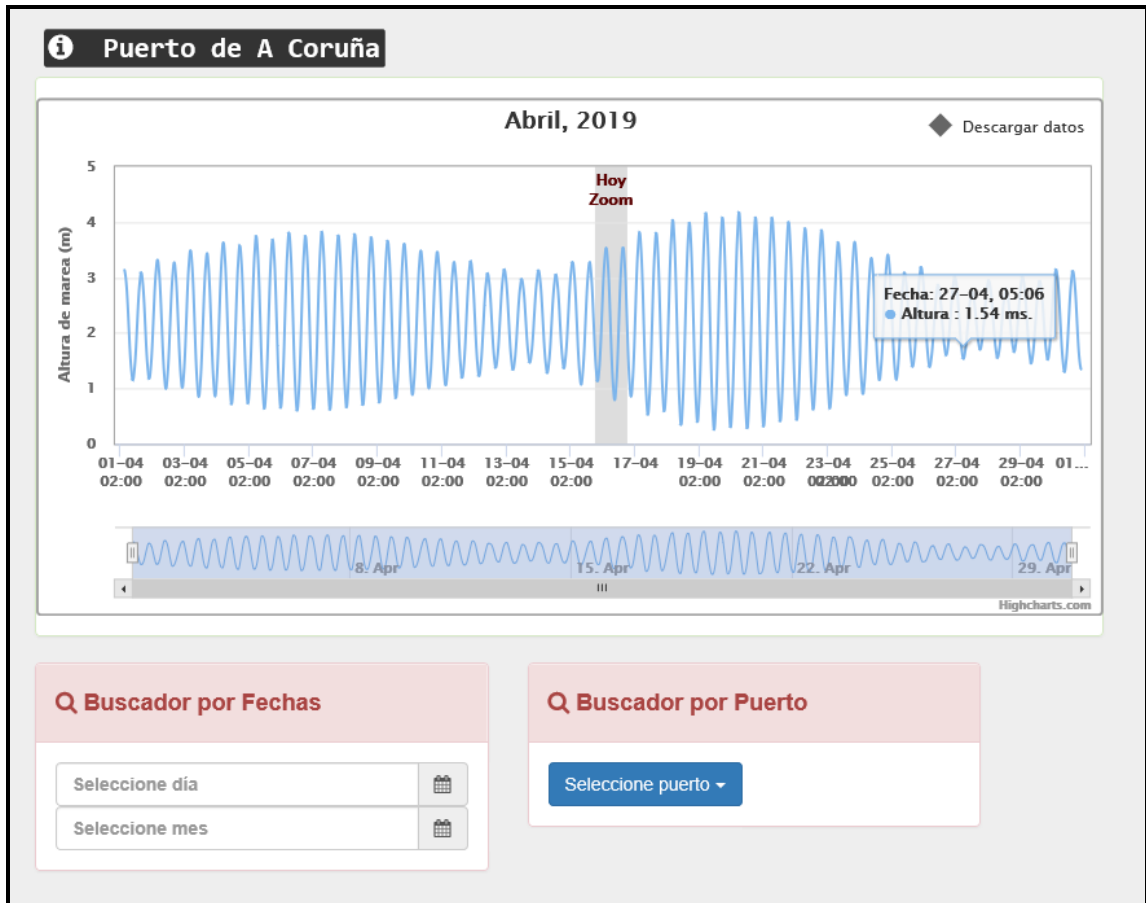 Puerto de A Coruña
Abril, 2019
Descargar datos
Altura de marea (m)
5
4
3
2
1
0
Hoy
Zoom
Fecha: 27-04, 05:06
Altura : 1.54 ms.
01-04 03-04 05-04 07-04 09-04 11-04 13-04 15-04 17-04 19-04 21-04 23-04 25-04 27-04 29-04 01...
02:00 02:00 02:00 02:00 02:00 02:00 02:00 02:00 02:00 02:00 02:00 02:00 02:00
8. Apr 15. Apr 22. Apr 29. Apr
Highcharts.com
Buscador por Fechas
Seleccione día
Seleccione mes
Buscador por Puerto
Seleccione puerto